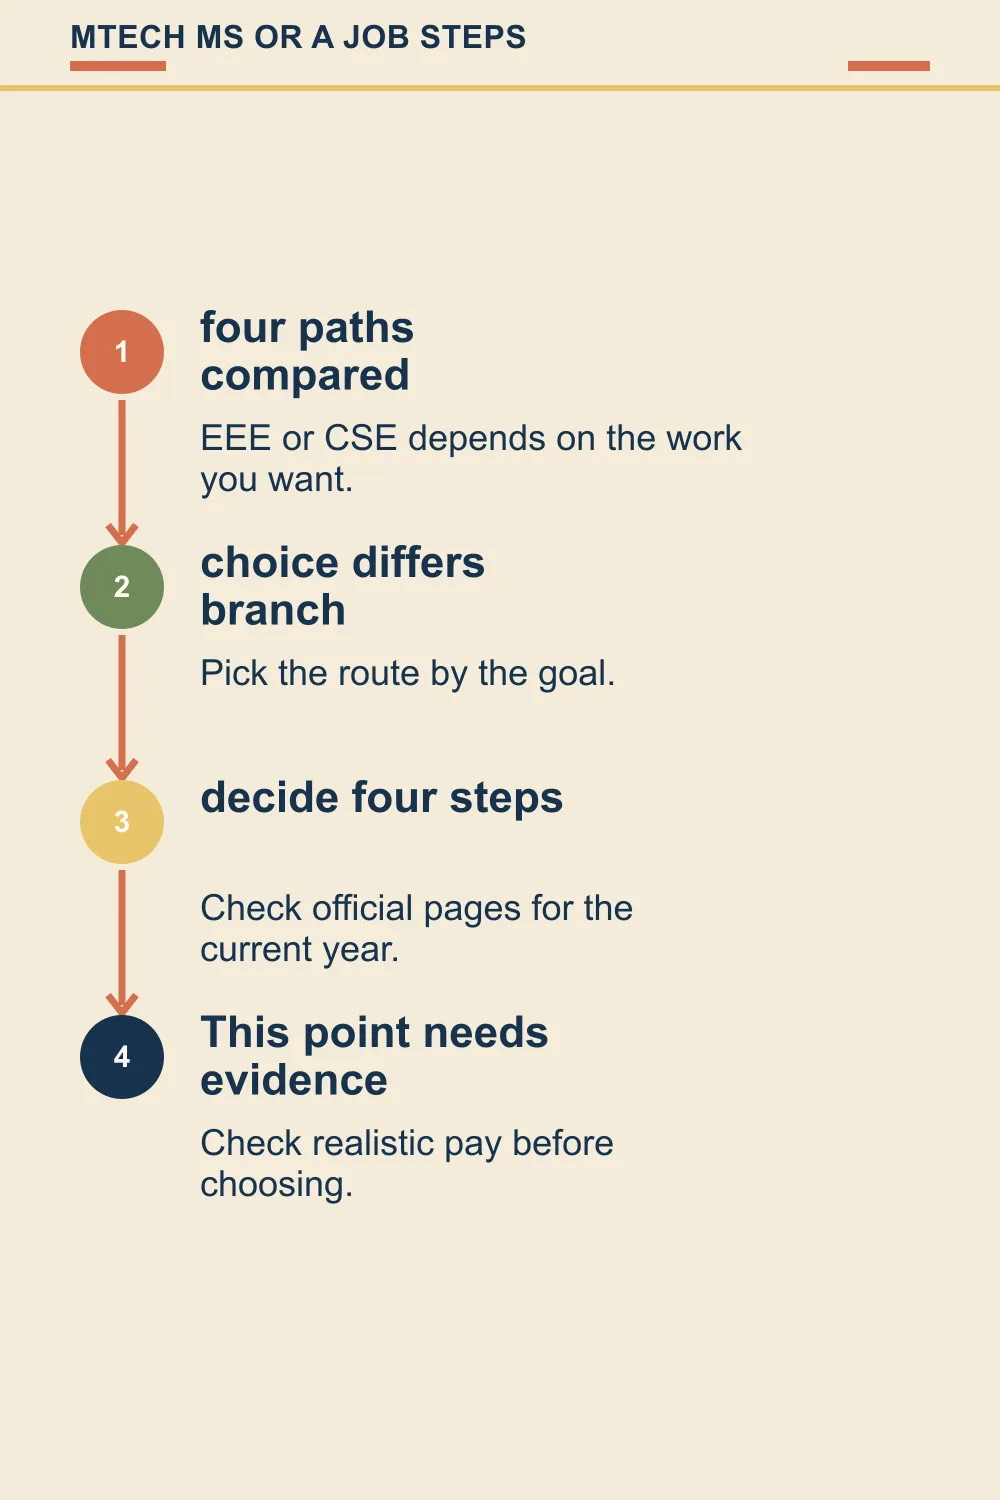 MTECH MS OR A JOB STEPS
1
four paths
compared
EEE or CSE depends on the work
you want.
2
choice differs
branch
Pick the route by the goal.
3
decide four steps
Check official pages for the
current year.
4
This point needs
evidence
Check realistic pay before
choosing.